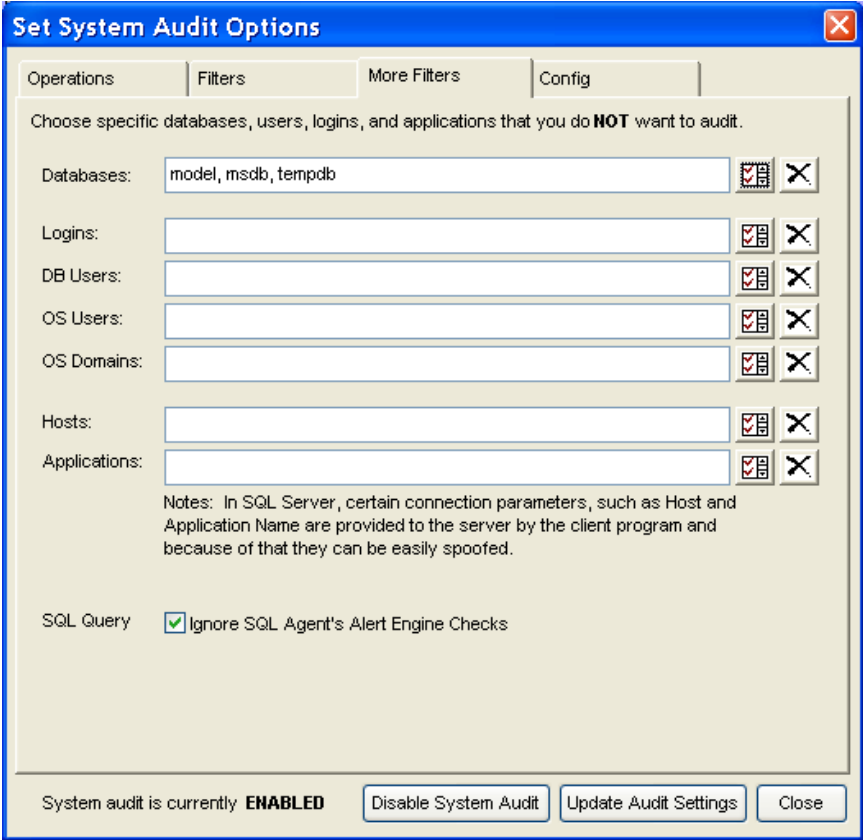 Set System Audit Options
Operations Filters More Filters Config
Choose specific databases, users, logins, and applications that you do NOT want to audit.
Databases: model, msdb, tempdb
Logins:
DB Users:
OS Users:
OS Domains:
Hosts:
Applications:
Notes: In SQL Server, certain connection parameters, such as Host and
Application Name are provided to the server by the client program and
because of that they can be easily spoofed.
SQL Query Ignore SQL Agent's Alert Engine Checks
System audit is currently ENABLED Disable System Audit Update Audit Settings Close